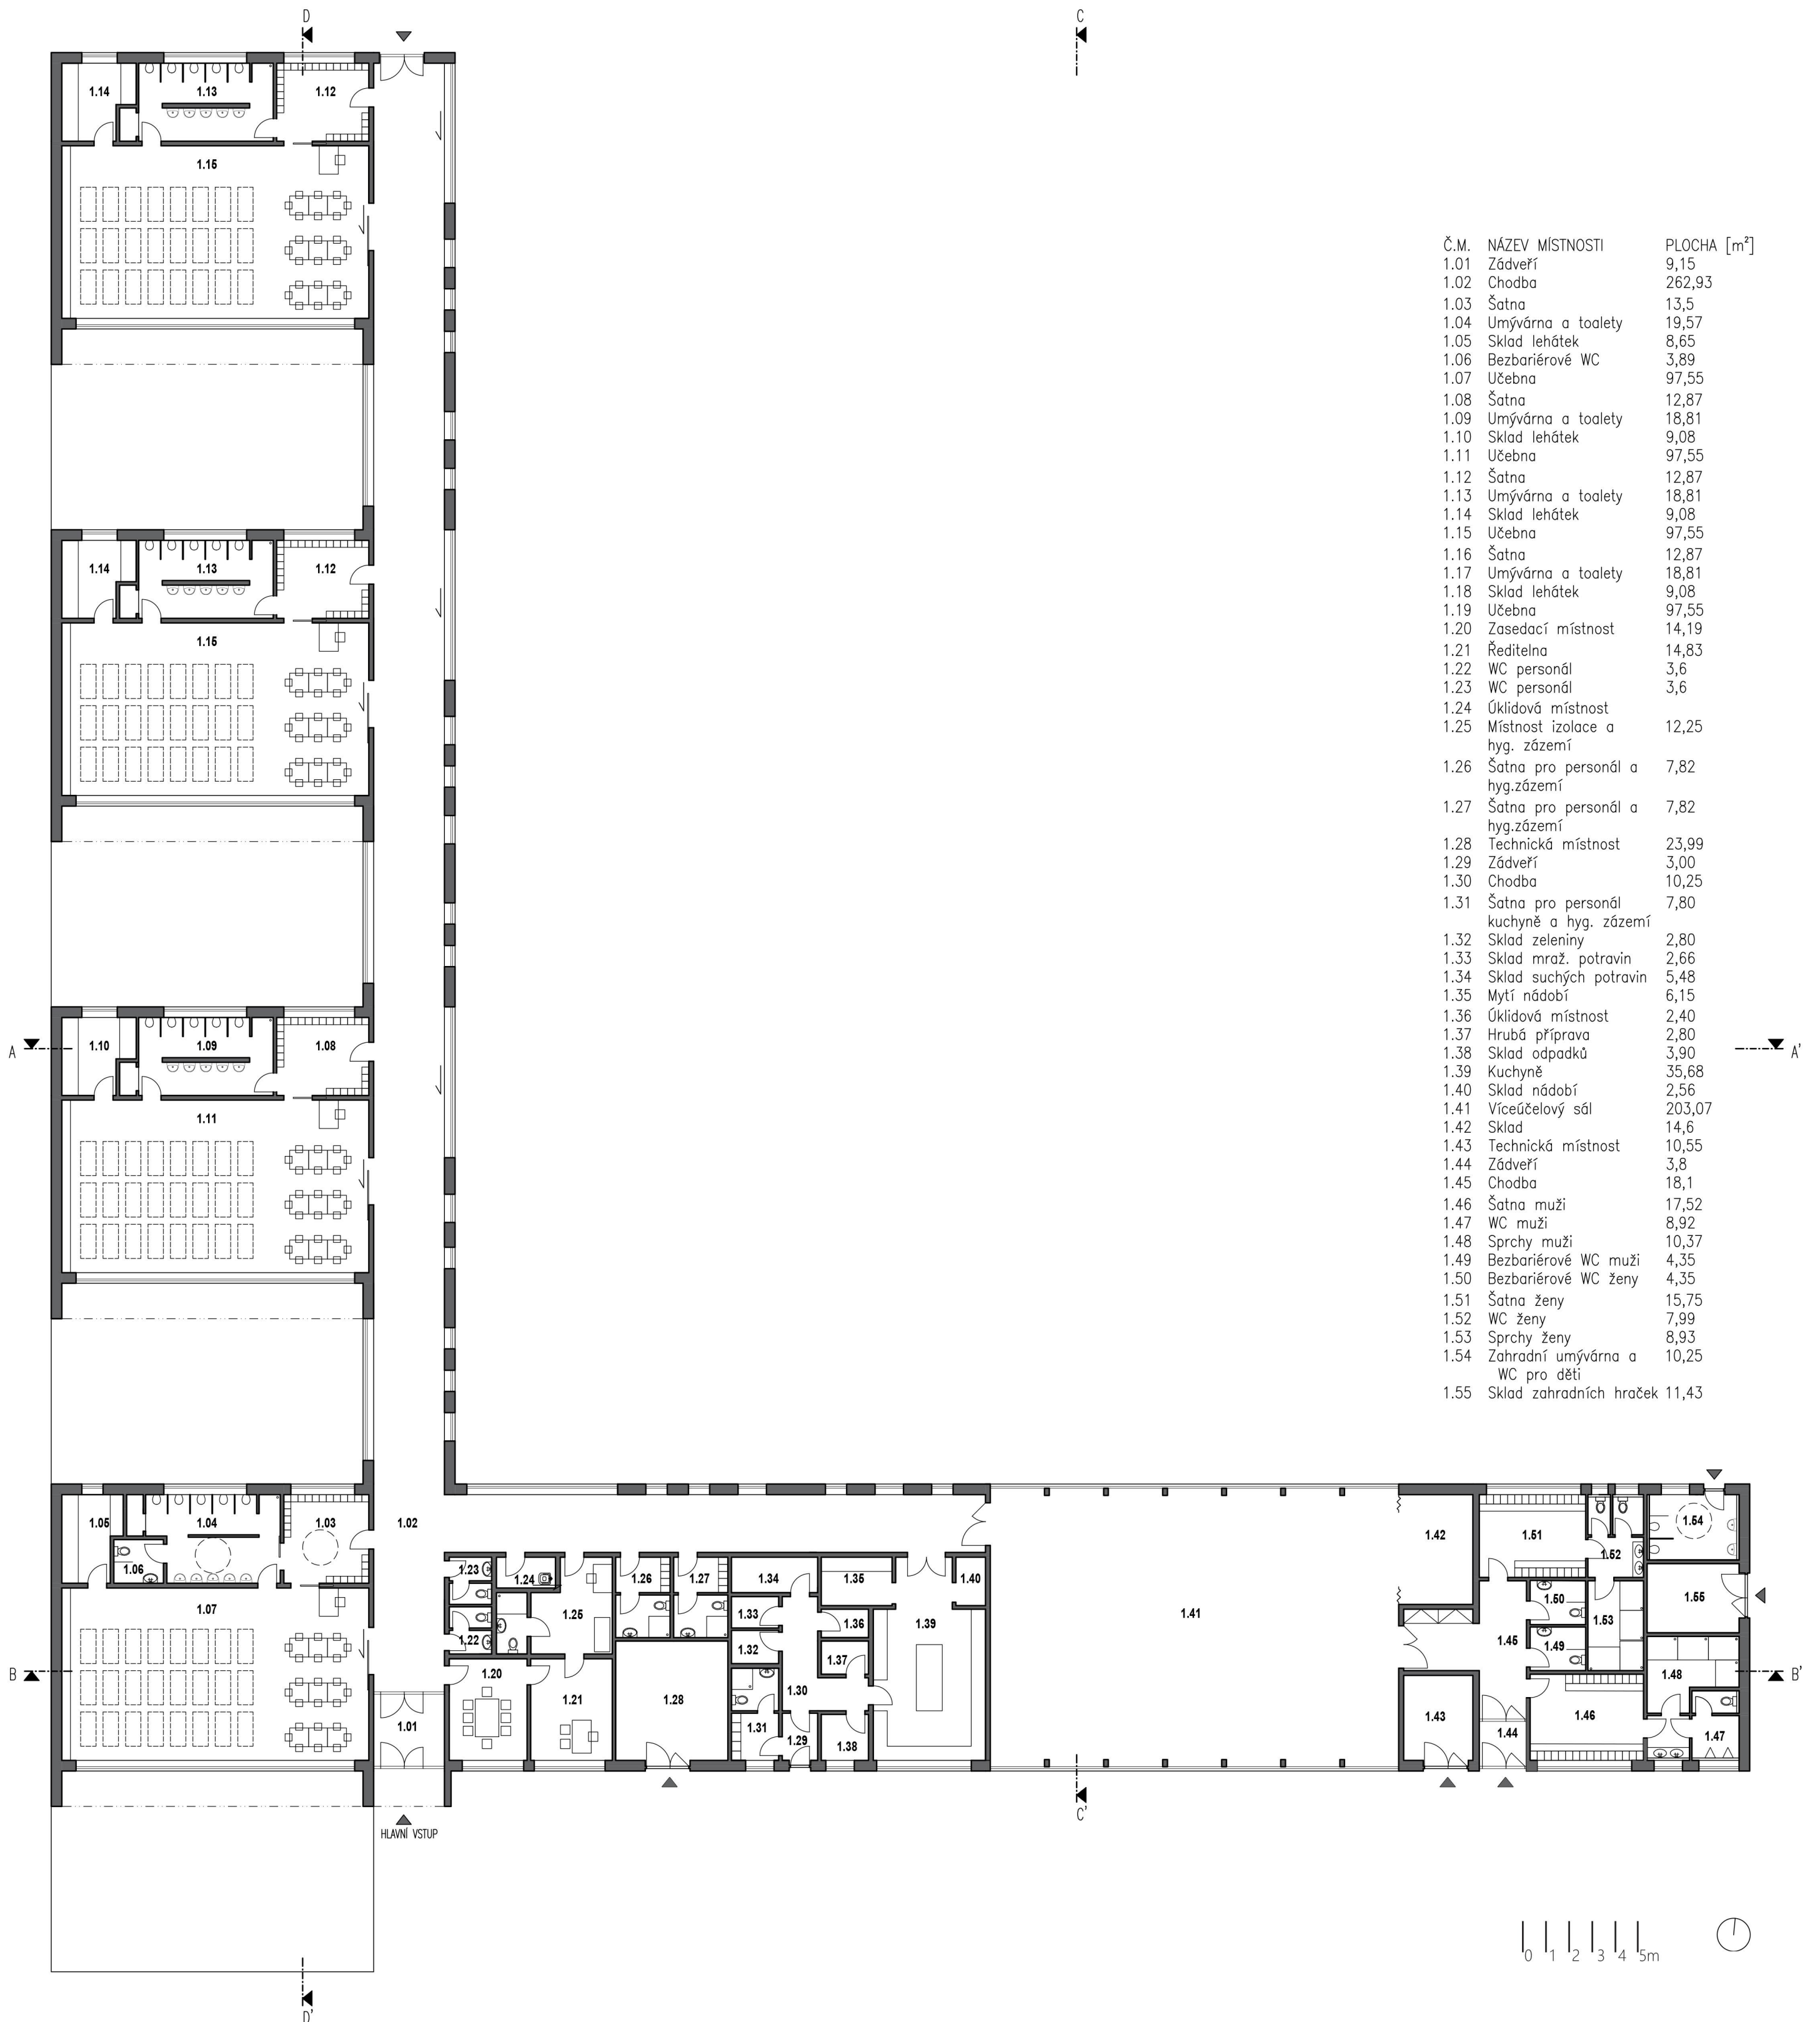 D
C
1.14
1.13
1.12
1.15
Č.M. NÁZEV MÍSTNOSTI PLOCHA [m²]
1.01 Zádveří 9,15
1.02 Chodba 262,93
1.03 Šatna 13,5
1.04 Umývárna a toalety 19,57
1.05 Sklad lehátek 8,65
1.06 Bezbariérové WC 3,89
1.07 Učebna 97,55
1.08 Šatna 12,87
1.09 Umývárna a toalety 18,81
1.10 Sklad lehátek 9,08
1.11 Učebna 97,55
1.12 Šatna 12,87
1.13 Umývárna a toalety 18,81
1.14 Sklad lehátek 9,08
1.15 Učebna 97,55
1.16 Šatna 12,87
1.17 Umývárna a toalety 18,81
1.18 Sklad lehátek 9,08
1.19 Učebna 97,55
1.20 Zasedací místnost 14,19
1.21 Ředitelna 14,83
1.22 WC personál 3,6
1.23 WC personál 3,6
1.24 Úklidová místnost
1.25 Místnost izolace a 12,25
hyg. zázemí
1.26 Šatna pro personál a 7,82
hyg.zázemí
1.27 Šatna pro personál a 7,82
hyg.zázemí
1.28 Technická místnost 23,99
1.29 Zádveří 3,00
1.30 Chodba 10,25
1.31 Šatna pro personál 7,80
kuchyně a hyg. zázemí
1.32 Sklad zeleniny 2,80
1.33 Sklad mraž. potravin 2,66
1.34 Sklad suchých potravin 5,48
1.35 Mytí nádobí 6,15
1.36 Úklidová místnost 2,40
1.37 Hrubá příprava 2,80
1.38 Sklad odpadků 3,90
1.39 Kuchyně 35,68
1.40 Sklad nádobí 2,56
1.41 Víceúčelový sál 203,07
1.42 Sklad 14,6
1.43 Technická místnost 10,55
1.44 Zádveří 3,8
1.45 Chodba 18,1
1.46 Šatna muži 17,52
1.47 WC muži 8,92
1.48 Sprchy muži 10,37
1.49 Bezbariérové WC muži 4,35
1.50 Bezbariérové WC ženy 4,35
1.51 Šatna ženy 15,75
1.52 WC ženy 7,99
1.53 Sprchy ženy 8,93
1.54 Zahradní umývárna a 10,25
WC pro děti
1.55 Sklad zahradních hraček 11,43
1.14
1.13
1.12
1.15
A
1.10
1.09
1.08
A'
1.11
1.05
1.04
1.03
1.02
1.06
1.07
1.23
1.24
1.26
1.27
1.34
1.35
1.40
1.42
1.51
1.52
1.54
1.25
1.33
1.36
1.39
1.41
1.50
1.53
1.55
1.22
1.32
1.37
1.45
1.49
B
1.20
1.21
1.28
1.30
1.48
B'
1.01
1.31
1.29
1.38
1.43
1.44
1.46
1.47
C'
HLAVNÍ VSTUP
0 1 2 3 4 5m
D'